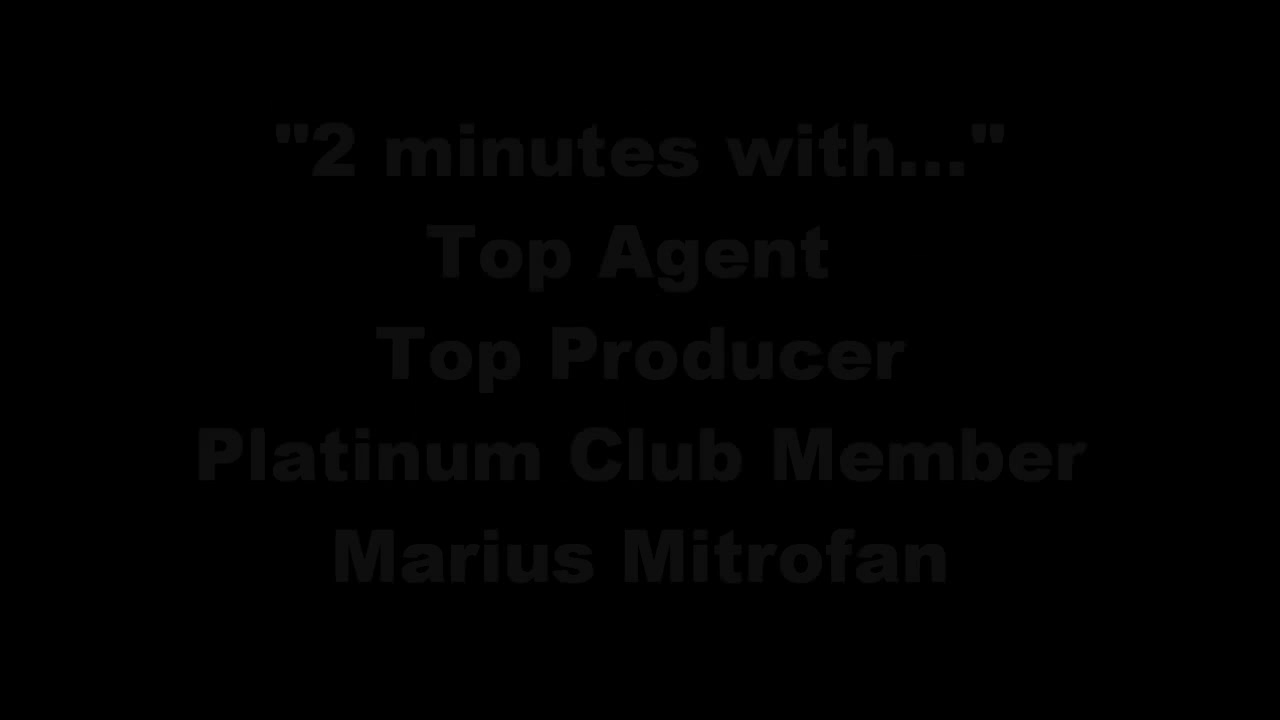 "2 minutes with..."
Top Agent
Top Producer
Platinum Club Member
Marius Mitrofan